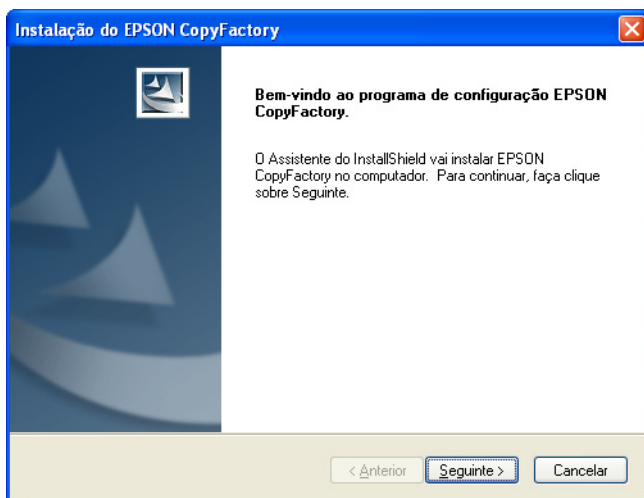 Instalação do EPSON CopyFactory
Bem-vindo ao programa de configuração EPSON
CopyFactory.
O Assistente do InstallShield vai instalar EPSON
CopyFactory no computador.  Para continuar, faça clique
sobre Seguinte.
< Anterior
Seguinte >
Cancelar